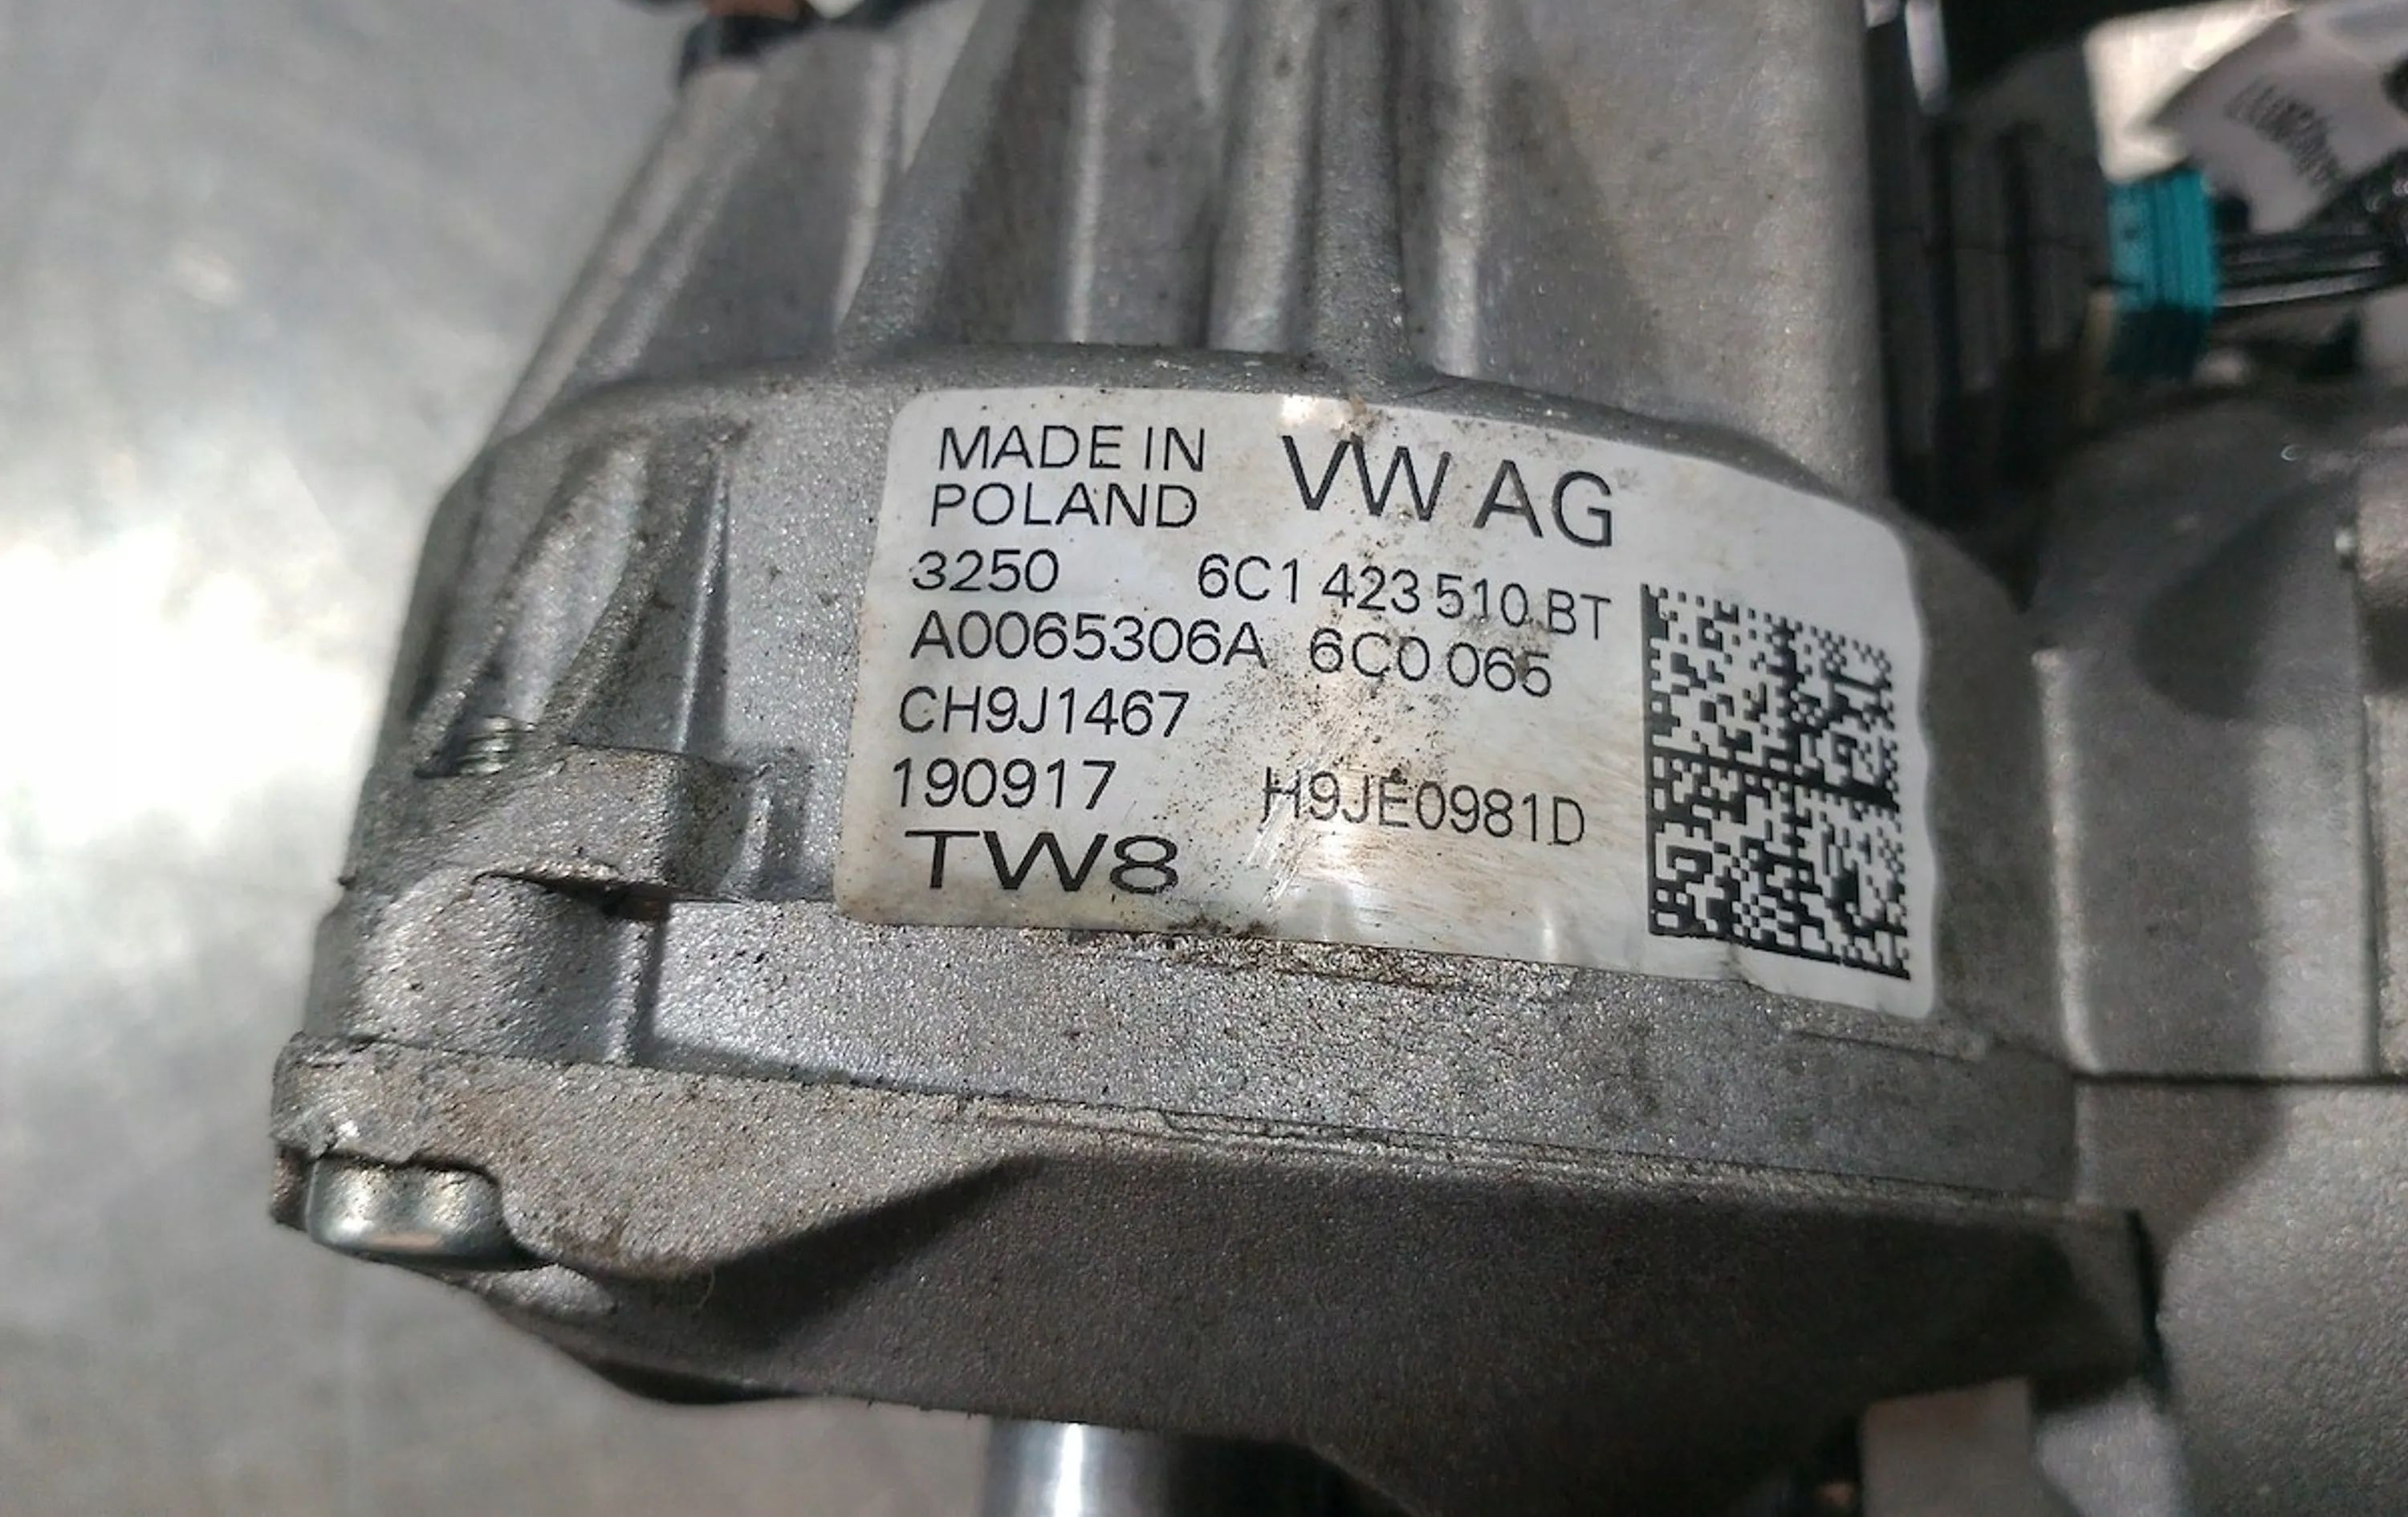 MADE IN VW AG
POLAND
3250 6C1 423 510 BT
A0065306A 6C0 065
CH9J1467
190917 H9JE0981D
TW8